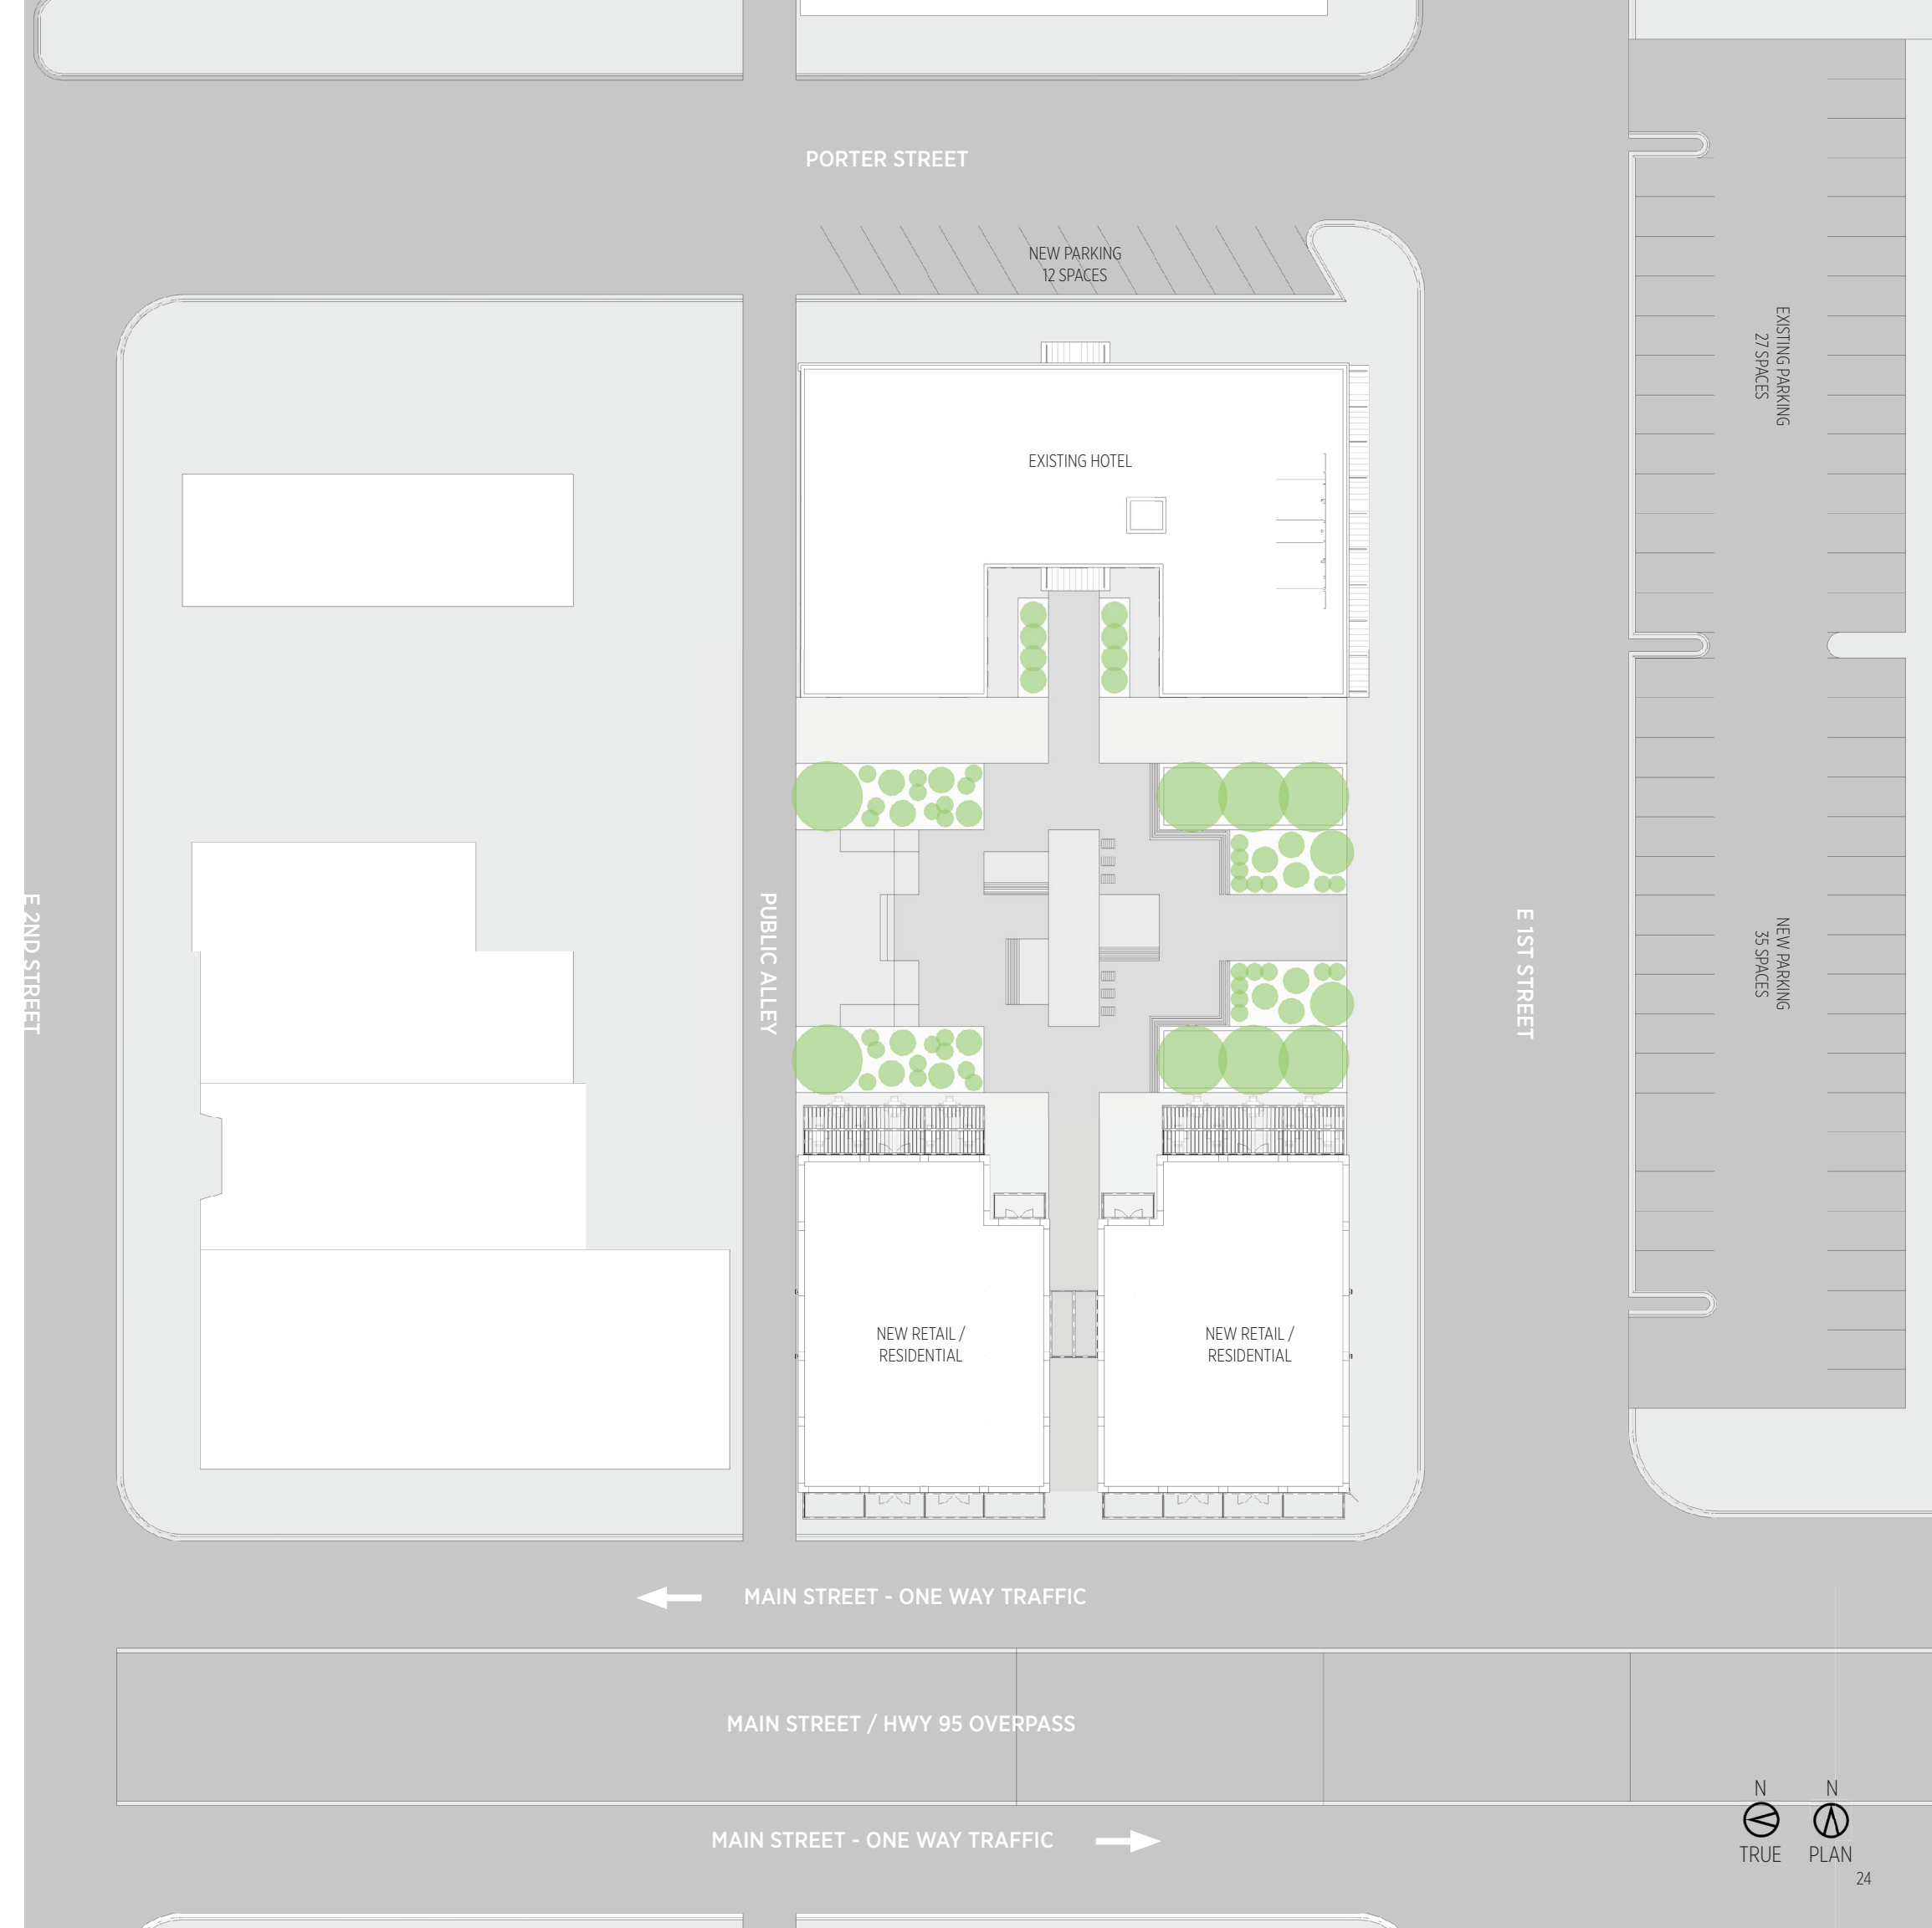 PORTER STREET
NEW PARKING
12 SPACES
EXISTING PARKING
27 SPACES
EXISTING HOTEL
E 2ND STREET
PUBLIC ALLEY
E 1ST STREET
NEW PARKING
35 SPACES
NEW RETAIL /
RESIDENTIAL
NEW RETAIL /
RESIDENTIAL
MAIN STREET - ONE WAY TRAFFIC
MAIN STREET / HWY 95 OVERPASS
MAIN STREET - ONE WAY TRAFFIC
N
TRUE
N
PLAN
24